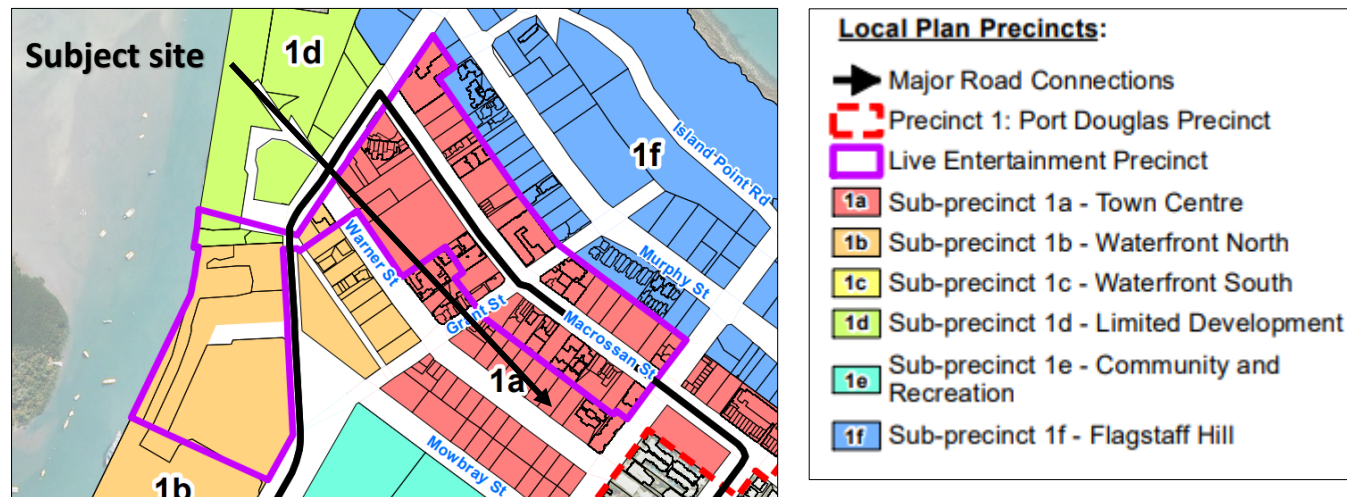 Subject site
1d
1f
Island Point Rd
Warner St
Murphy St
Grant St
Macrossan St
1a
Mowbray St
1b
Local Plan Precincts:
Major Road Connections
Precinct 1: Port Douglas Precinct
Live Entertainment Precinct
1a Sub-precinct 1a - Town Centre
1b Sub-precinct 1b - Waterfront North
1c Sub-precinct 1c - Waterfront South
1d Sub-precinct 1d - Limited Development
1e Sub-precinct 1e - Community and
Recreation
1f Sub-precinct 1f - Flagstaff Hill